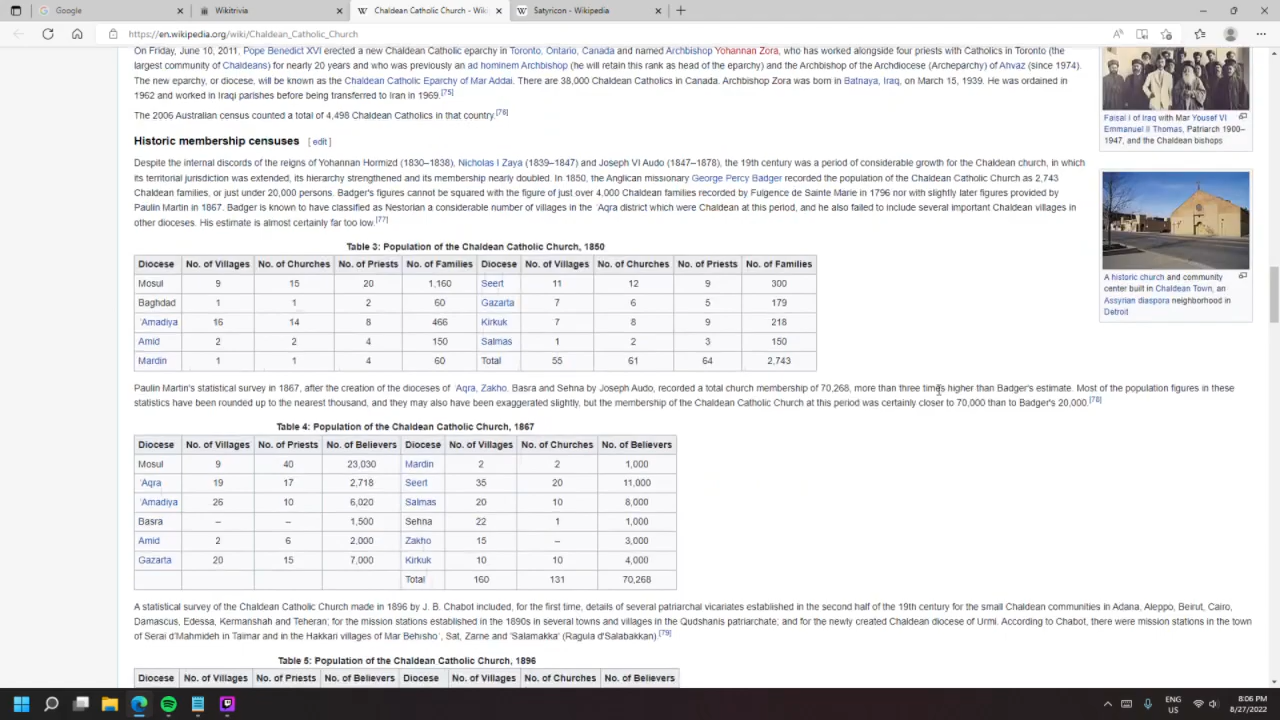 Google
Wikitrivia
Chaldean Catholic Church - Wiki
Satyricon - Wikipedia
https://en.wikipedia.org/wiki/Chaldean_Catholic_Church
On Friday, June 10, 2011, Pope Benedict XVI erected a new Chaldean Catholic eparchy in Toronto, Ontario, Canada and named Archbishop Yohannan Zora, who has worked alongside four priests with Catholics in Toronto (the
largest community of Chaldeans) for nearly 20 years and who was previously an ad hominem Archbishop (he will retain this rank as head of the eparchy) and the Archbishop of the Archdiocese (Archeparchy) of Ahvaz (since 1974).
The new eparchy, or diocese, will be known as the Chaldean Catholic Eparchy of Mar Addai. There are 38,000 Chaldean Catholics in Canada. Archbishop Zora was born in Batnaya, Iraq, on March 15, 1939. He was ordained in
1962 and worked in Iraqi parishes before being transferred to Iran in 1969.[75]
The 2006 Australian census counted a total of 4,498 Chaldean Catholics in that country.[76]
Historic membership censuses [ edit ]
Despite the internal discords of the reigns of Yohannan Hormizd (1830–1838), Nicholas I Zaya (1839–1847) and Joseph VI Audo (1847–1878), the 19th century was a period of considerable growth for the Chaldean church, in which
its territorial jurisdiction was extended, its hierarchy strengthened and its membership nearly doubled. In 1850, the Anglican missionary George Percy Badger recorded the population of the Chaldean Catholic Church as 2,743
Chaldean families, or just under 20,000 persons. Badger's figures cannot be squared with the figure of just over 4,000 Chaldean families recorded by Fulgence de Sainte Marie in 1796 nor with slightly later figures provided by
Paulin Martin in 1867. Badger is known to have classified as Nestorian a considerable number of villages in the ʿAqra district which were Chaldean at this period, and he also failed to include several important Chaldean villages in
other dioceses. His estimate is almost certainly far too low.[77]
Table 3: Population of the Chaldean Catholic Church, 1850
Diocese No. of Villages No. of Churches No. of Priests No. of Families Diocese No. of Villages No. of Churches No. of Priests No. of Families
Mosul 9 15 20 1,160 Seert 11 12 9 300
Baghdad 1 1 2 60 Gazarta 7 6 5 179
ʿAmadiya 16 14 8 466 Kirkuk 7 8 9 218
Amid 2 2 4 150 Salmas 1 2 3 150
Mardin 1 1 4 60 Total 55 61 64 2,743
Paulin Martin's statistical survey in 1867, after the creation of the dioceses of ʿAqra, Zakho, Basra and Sehna by Joseph Audo, recorded a total church membership of 70,268, more than three times higher than Badger's estimate. Most of the population figures in these
statistics have been rounded up to the nearest thousand, and they may also have been exaggerated slightly, but the membership of the Chaldean Catholic Church at this period was certainly closer to 70,000 than to Badger's 20,000.[78]
Table 4: Population of the Chaldean Catholic Church, 1867
Diocese No. of Villages No. of Priests No. of Believers Diocese No. of Villages No. of Churches No. of Believers
Mosul 9 40 23,030 Mardin 2 2 1,000
ʿAqra 19 17 2,718 Seert 35 20 11,000
ʿAmadiya 26 10 6,020 Salmas 20 10 8,000
Basra – – 1,500 Sehna 22 1 1,000
Amid 2 6 2,000 Zakho 15 – 3,000
Gazarta 20 15 7,000 Kirkuk 10 10 4,000
Total 160 131 70,268
A statistical survey of the Chaldean Catholic Church made in 1896 by J. B. Chabot included, for the first time, details of several patriarchal vicariates established in the second half of the 19th century for the small Chaldean communities in Adana, Aleppo, Beirut, Cairo,
Damascus, Edessa, Kermanshah and Teheran; for the mission stations established in the 1890s in several towns and villages in the Qudshanis patriarchate; and for the newly created Chaldean diocese of Urmi. According to Chabot, there were mission stations in the town
of Serai d'Mahmideh in Taimar and in the Hakkari villages of Mar Behishoʿ, Sat, Zarne and 'Salamakka' (Ragula d'Salabakkan).[79]
Table 5: Population of the Chaldean Catholic Church, 1896
Diocese No. of Villages No. of Priests No. of Believers Diocese No. of Villages No. of Churches No. of Believers
Faisal I of Iraq with Mar Yousef VI
Emmanuel II Thomas, Patriarch 1900–
1947, and the Chaldean bishops
A historic church and community
center built in Chaldean Town, an
Assyrian diaspora neighborhood in
Detroit
ENG
US
8:06 PM
8/27/2022